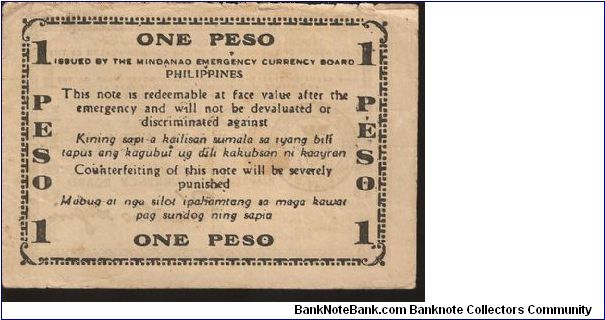 1 ONE PESO 1
ISSUED BY THE MINDANAO EMERGENCY CURRENCY BOARD
PHILIPPINES
This note is redeemable at face value after the
emergency and will not be devaluated or
discriminated against
Kining sapi-a kailisan sumala sa iyang bili
tapus ang kagubut ug dili kakubsan ni kaayran
Counterfeiting of this note will be severely
punished
Mabug-at nga silot ipahamtang sa maga kawat
pag sundog ning sapia
1 ONE PESO 1
PESO
PESO
BankNoteBank.com Banknote Collectors Community